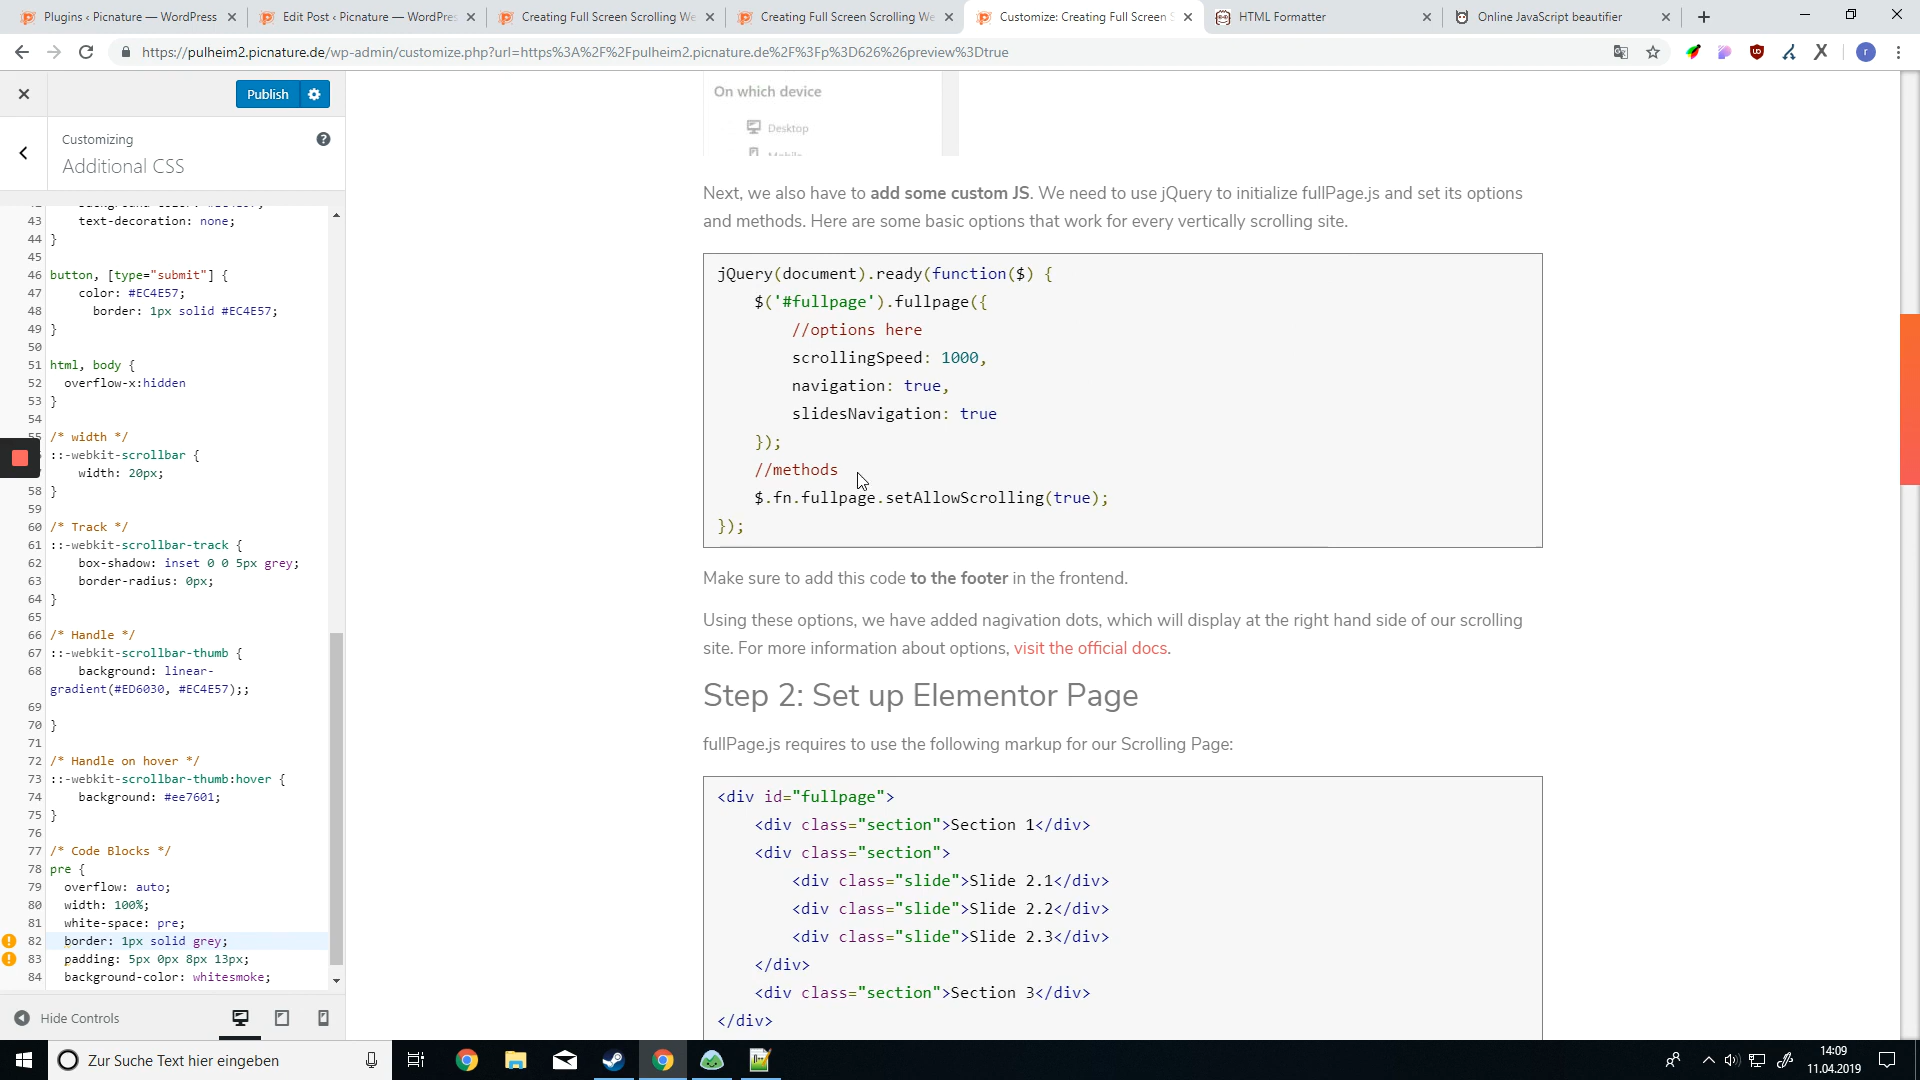 Plugins ‹ Picnature — WordPress
Edit Post ‹ Picnature — WordPres
Creating Full Screen Scrolling We
Creating Full Screen Scrolling We
Customize: Creating Full Screen S
HTML Formatter
Online JavaScript beautifier
https://pulheim2.picnature.de/wp-admin/customize.php?url=https%3A%2F%2Fpulheim2.picnature.de%2F%3Fp%3D626%26preview%3Dtrue
r
Publish
Customizing
Additional CSS
43 text-decoration: none;
44 }
45
46 button, [type="submit"] {
47 color: #EC4E57;
48 border: 1px solid #EC4E57;
49 }
50
51 html, body {
52 overflow-x:hidden
53 }
54
55 /* width */
::-webkit-scrollbar {
width: 20px;
58 }
59
60 /* Track */
61 ::-webkit-scrollbar-track {
62 box-shadow: inset 0 0 5px grey;
63 border-radius: 0px;
64 }
65
66 /* Handle */
67 ::-webkit-scrollbar-thumb {
68 background: linear-
gradient(#ED6030, #EC4E57);;
69
70 }
71
72 /* Handle on hover */
73 ::-webkit-scrollbar-thumb:hover {
74 background: #ee7601;
75 }
76
77 /* Code Blocks */
78 pre {
79 overflow: auto;
80 width: 100%;
81 white-space: pre;
82 border: 1px solid grey;
83 padding: 5px 0px 8px 13px;
84 background-color: whitesmoke;
Hide Controls
On which device
Desktop
Mobile
Next, we also have to add some custom JS. We need to use jQuery to initialize fullPage.js and set its options
and methods. Here are some basic options that work for every vertically scrolling site.
jQuery(document).ready(function($) {
$('#fullpage').fullpage({
//options here
scrollingSpeed: 1000,
navigation: true,
slidesNavigation: true
});
//methods
$.fn.fullpage.setAllowScrolling(true);
});
Make sure to add this code to the footer in the frontend.
Using these options, we have added nagivation dots, which will display at the right hand side of our scrolling
site. For more information about options, visit the official docs.
Step 2: Set up Elementor Page
fullPage.js requires to use the following markup for our Scrolling Page:
<div id="fullpage">
<div class="section">Section 1</div>
<div class="section">
<div class="slide">Slide 2.1</div>
<div class="slide">Slide 2.2</div>
<div class="slide">Slide 2.3</div>
</div>
<div class="section">Section 3</div>
</div>
Zur Suche Text hier eingeben
14:09
11.04.2019